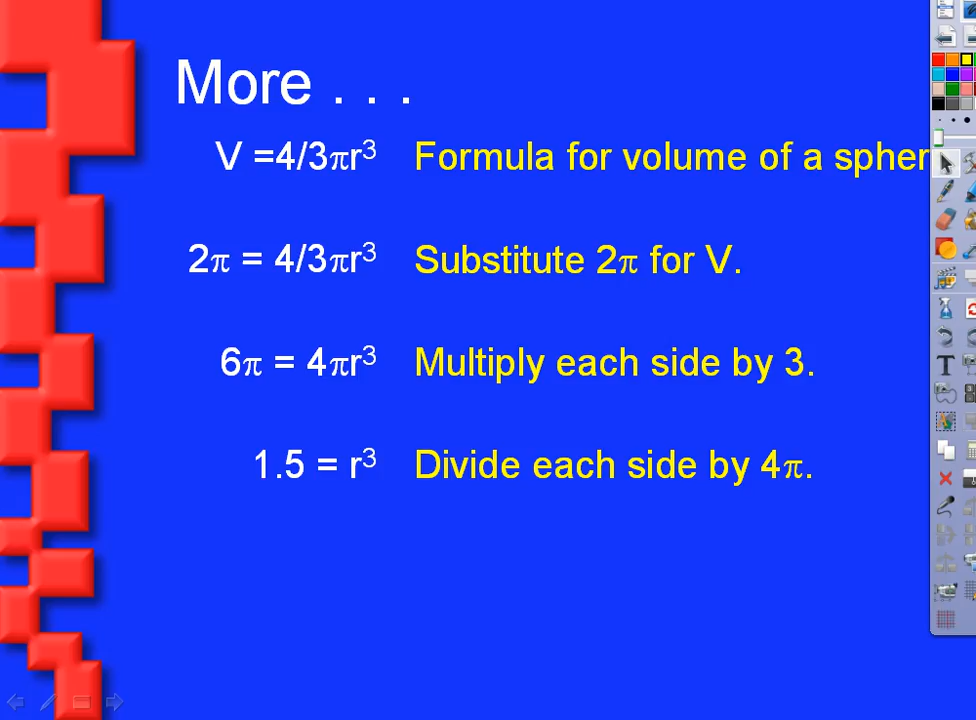 More . . .
V =4/3πr³ Formula for volume of a spher
2π = 4/3πr³ Substitute 2π for V.
6π = 4πr³ Multiply each side by 3.
1.5 = r³ Divide each side by 4π.